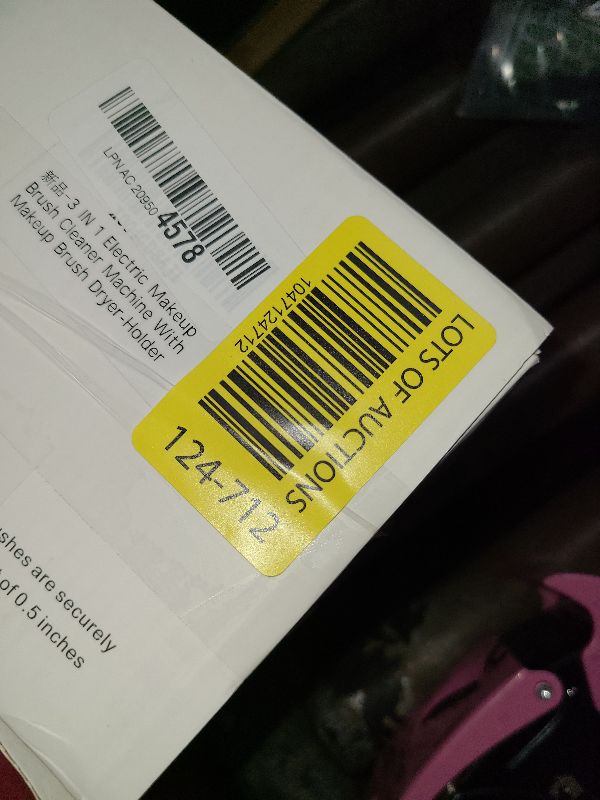 LPN AC 20950 4578
新品 -3 IN 1 Electric Makeup
Brush Cleaner Machine With
Makeup Brush Dryer-Holder
LOTS OF AUCTIONS
1047124712
124-712
shes are securely
of 0.5 inches